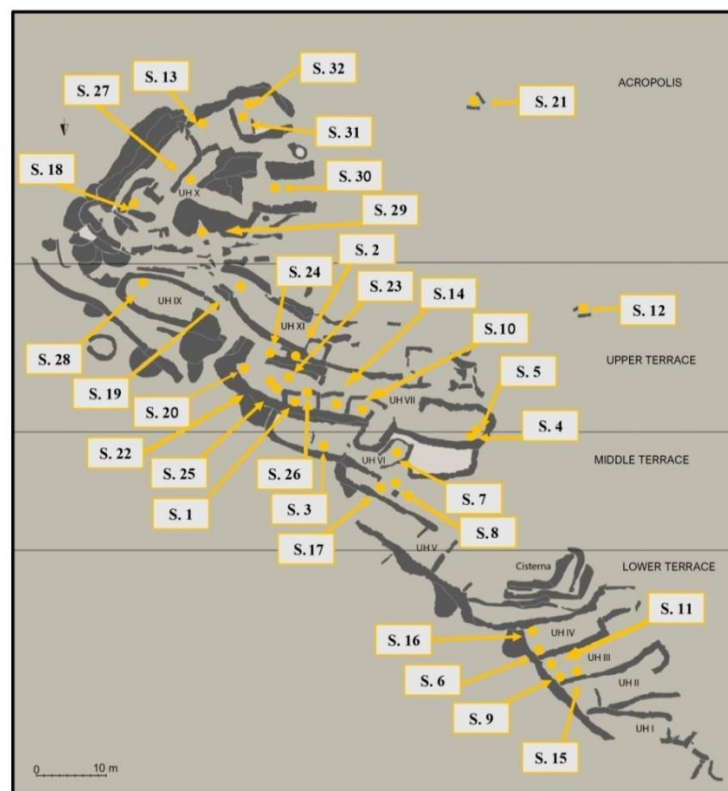 S. 32
S. 13
ACROPOLIS
S. 27
S. 21
S. 31
S. 18
S. 30
UH X
S. 29
S. 2
S. 24
S. 23
S.14
UH IX
S. 12
S. 10
UH XI
S. 28
UPPER TERRACE
S. 5
S. 19
UH VII
S. 20
S. 4
S. 22
MIDDLE TERRACE
UH VI
S. 25
S. 26
S. 7
S. 1
S. 3
S. 8
S. 17
UH V
LOWER TERRACE
Cisterna
S. 11
S. 16
UH IV
UH III
S. 6
UH II
S. 9
UH I
S. 15
0 10 m